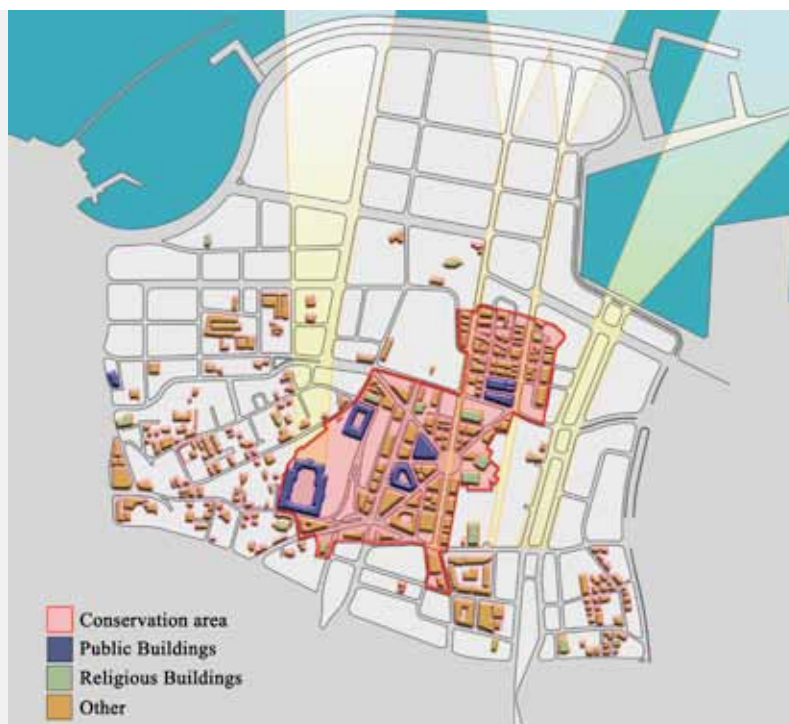 Conservation area
Public Buildings
Religious Buildings
Other